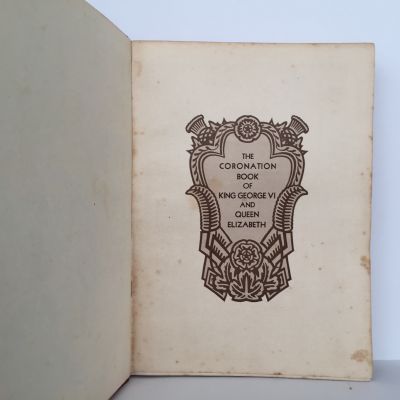 THE
CORONATION
BOOK
OF
KING GEORGE VI
AND
QUEEN
ELIZABETH